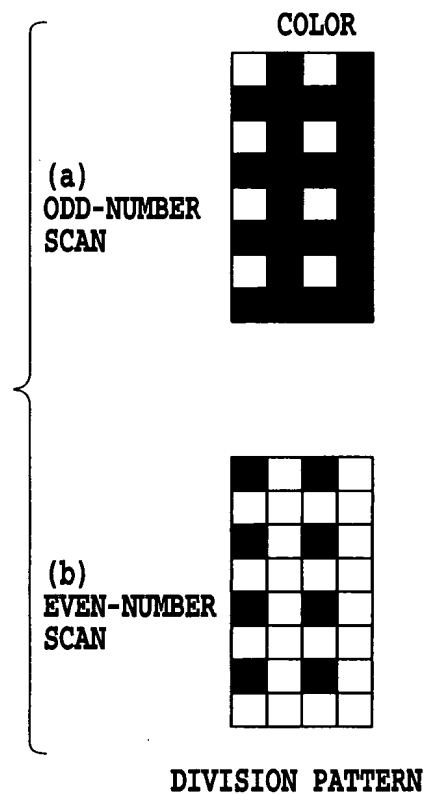 COLOR
(a)
ODD-NUMBER
SCAN
(b)
EVEN-NUMBER
SCAN
DIVISION PATTERN